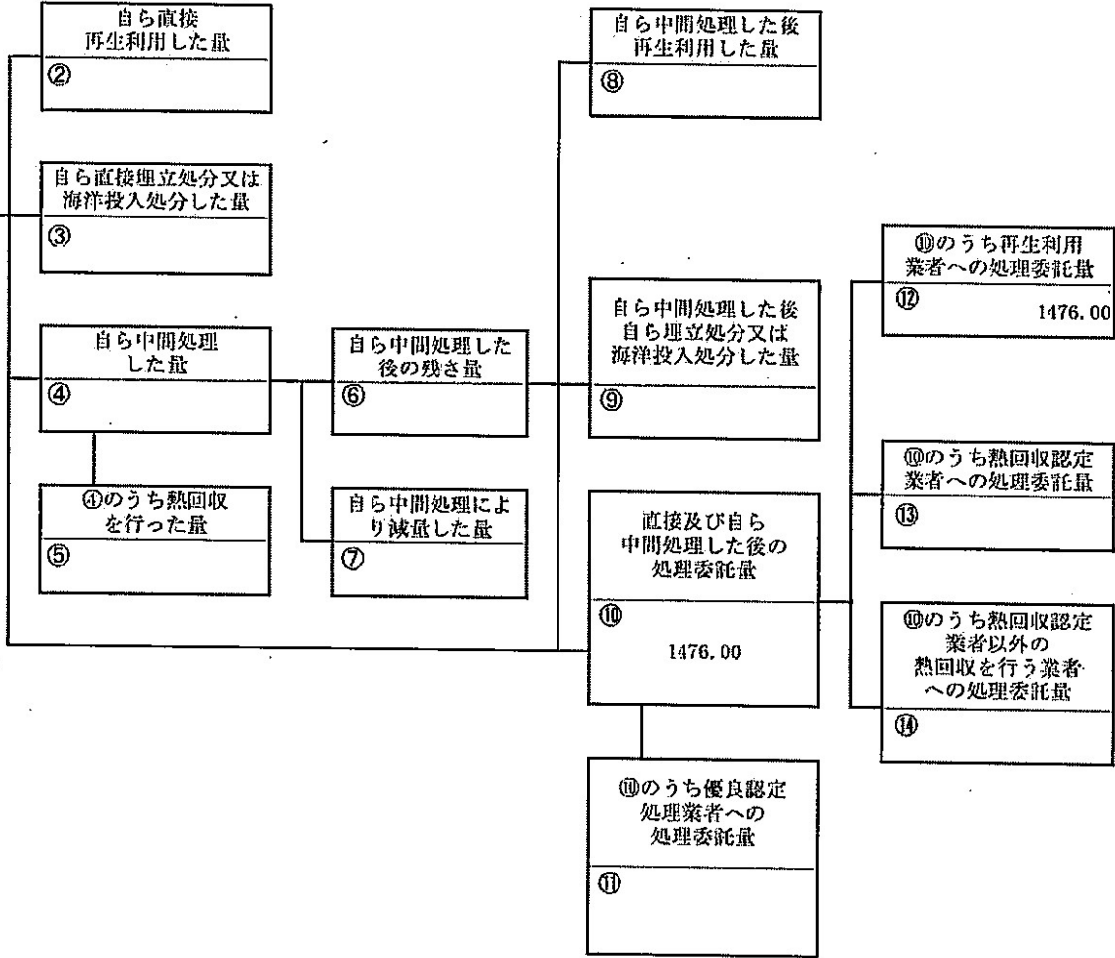 自ら直接
再生利用した量
②
自ら直接埋立処分又は
海洋投入処分した量
③
自ら中間処理
した量
④
④のうち熱回収
を行った量
⑤
自ら中間処理した
後の残さ量
⑥
自ら中間処理によ
り減量した量
⑦
自ら中間処理した後
再生利用した量
⑧
自ら中間処理した後
自ら埋立処分又は
海洋投入処分した量
⑨
直接及び自ら
中間処理した後の
処理委託量
⑩
1476.00
⑩のうち優良認定
処理業者への
処理委託量
⑪
⑩のうち再生利用
業者への処理委託量
⑫
1476.00
⑩のうち熱回収認定
業者への処理委託量
⑬
⑩のうち熱回収認定
業者以外の
熱回収を行う業者
への処理委託量
⑭